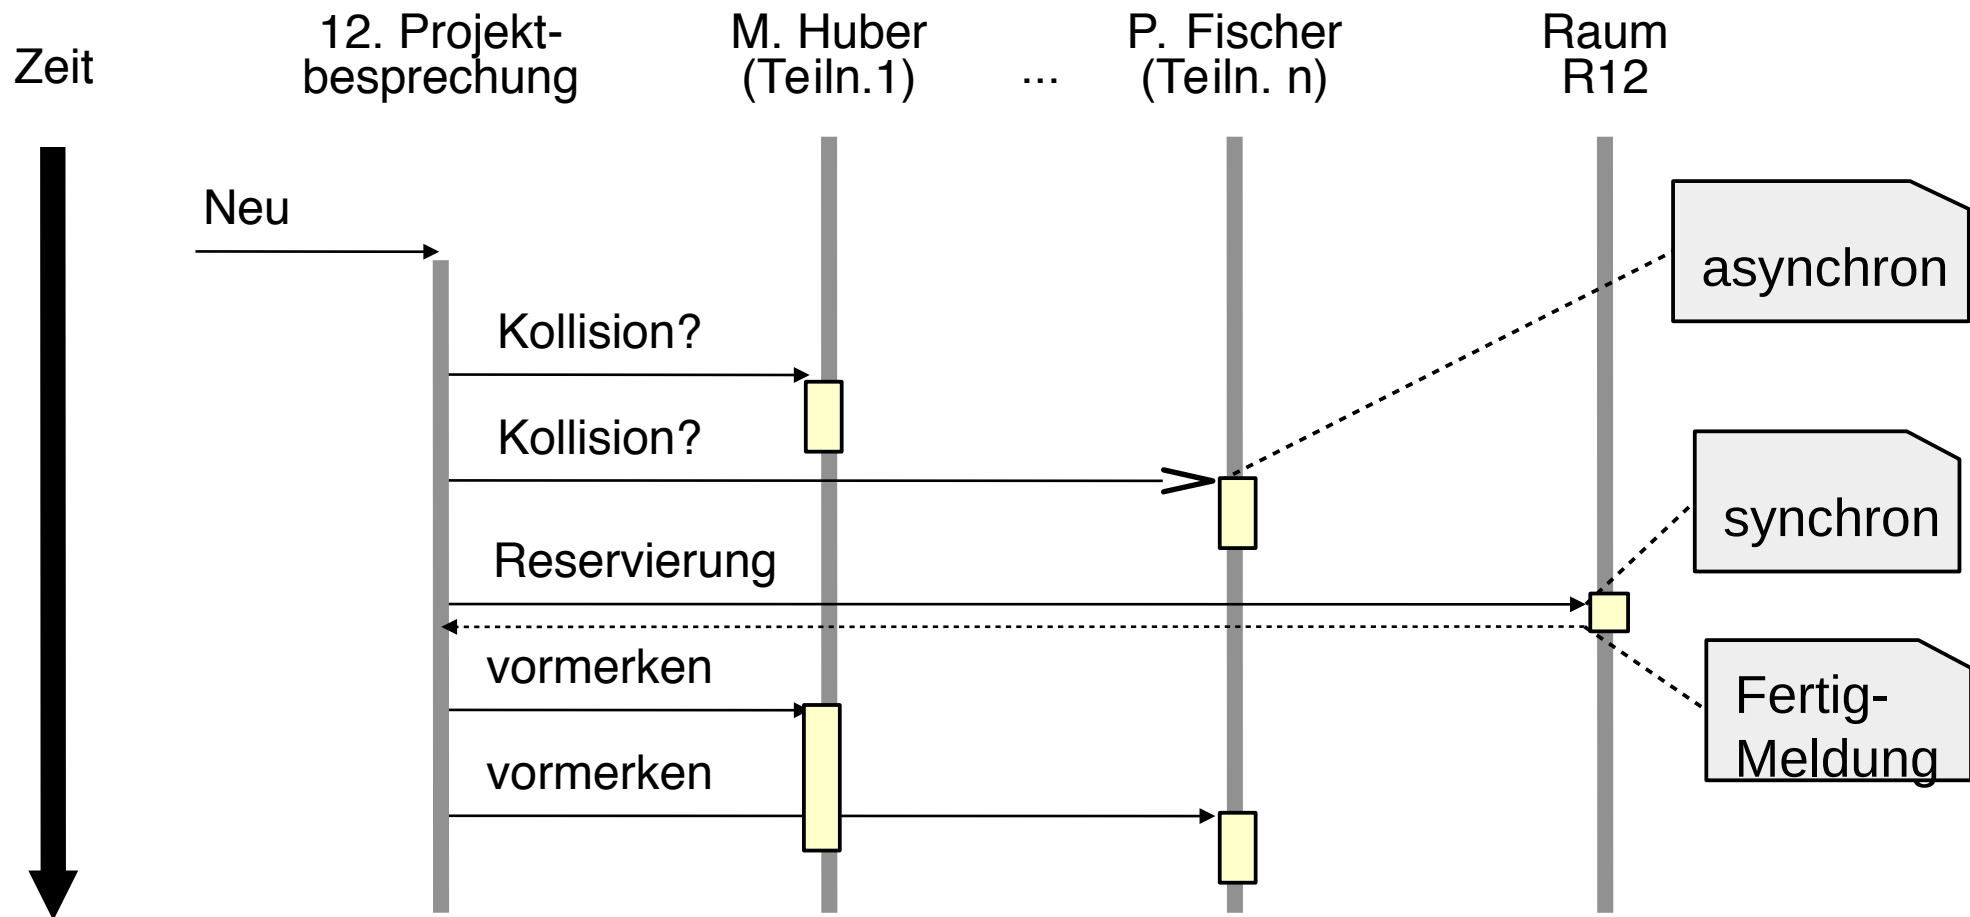 Zeit
12. Projekt-
besprechung
M. Huber
(Teiln.1)
...
P. Fischer
(Teiln. n)
Raum
R12
Neu
asynchron
Kollision?
Kollision?
synchron
Reservierung
vormerken
Fertig-
Meldung
vormerken